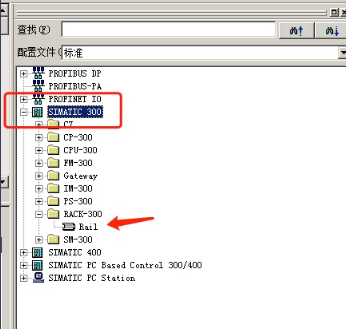 查找(F)
配置文件(
标准
PROFIBUS DP
PROFIBUS-PA
PROFINET IO
SIMATIC 300
C7
CP-300
CPU-300
FM-300
Gateway
IM-300
PS-300
RACK-300
Rail
SM-300
SIMATIC 400
SIMATIC PC Based Control 300/400
SIMATIC PC Station